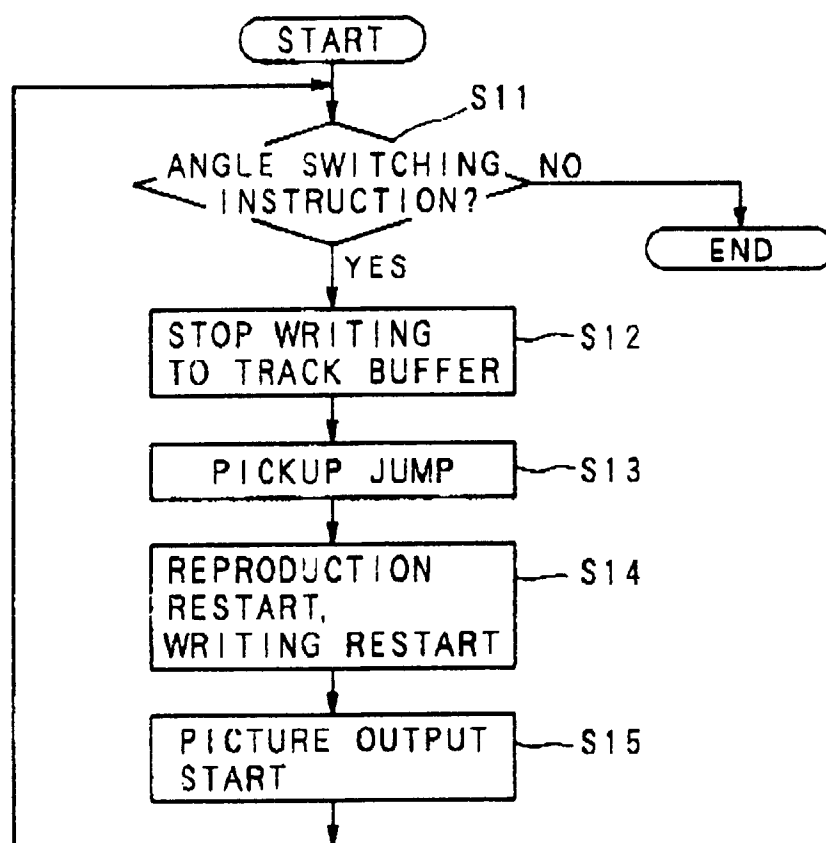 START
S11
ANGLE SWITCHING
INSTRUCTION?
NO
END
YES
STOP WRITING
TO TRACK BUFFER
S12
PICKUP JUMP
S13
REPRODUCTION
RESTART,
WRITING RESTART
S14
PICTURE OUTPUT
START
S15